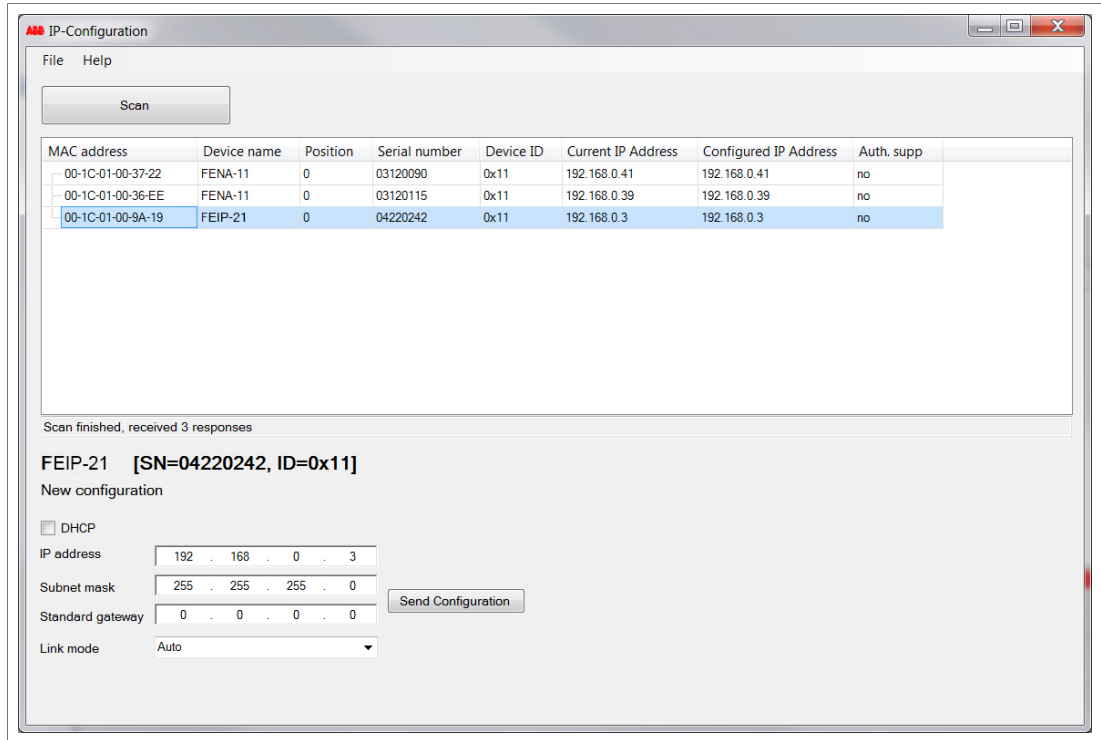 ABB IP-Configuration
File Help
Scan
MAC address Device name Position Serial number Device ID Current IP Address Configured IP Address Auth. supp
00-1C-01-00-37-22 FENA-11 0 03120090 0x11 192.168.0.41 192.168.0.41 no
00-1C-01-00-36-EE FENA-11 0 03120115 0x11 192.168.0.39 192.168.0.39 no
00-1C-01-00-9A-19 FEIP-21 0 04220242 0x11 192.168.0.3 192.168.0.3 no
Scan finished, received 3 responses
FEIP-21 [SN=04220242, ID=0x11]
New configuration
DHCP
IP address 192 . 168 . 0 . 3
Subnet mask 255 . 255 . 255 . 0
Send Configuration
Standard gateway 0 . 0 . 0 . 0
Link mode Auto